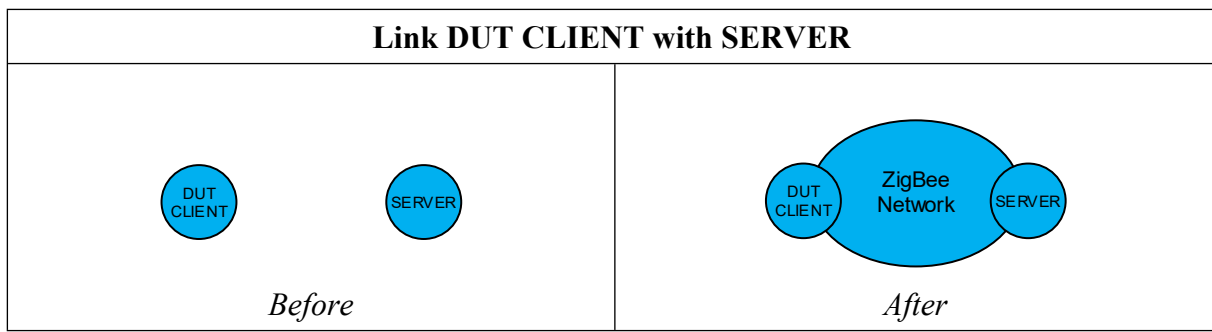 Link DUT CLIENT with SERVER
DUT
CLIENT
SERVER
Before
DUT
CLIENT
ZigBee
Network
SERVER
After